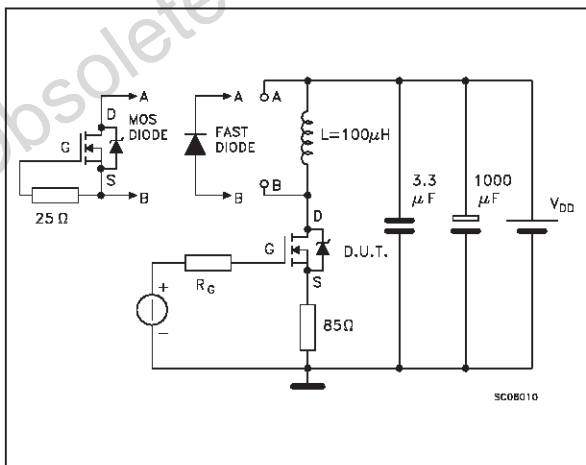 obsolete
A
D
MOS
DIODE
G
S
B
25 Ω
A
FAST
DIODE
B
A
L=100μH
B
D
G
D.U.T.
S
RG
+
−
85Ω
3.3
μF
1000
μF
VDD
SC08010